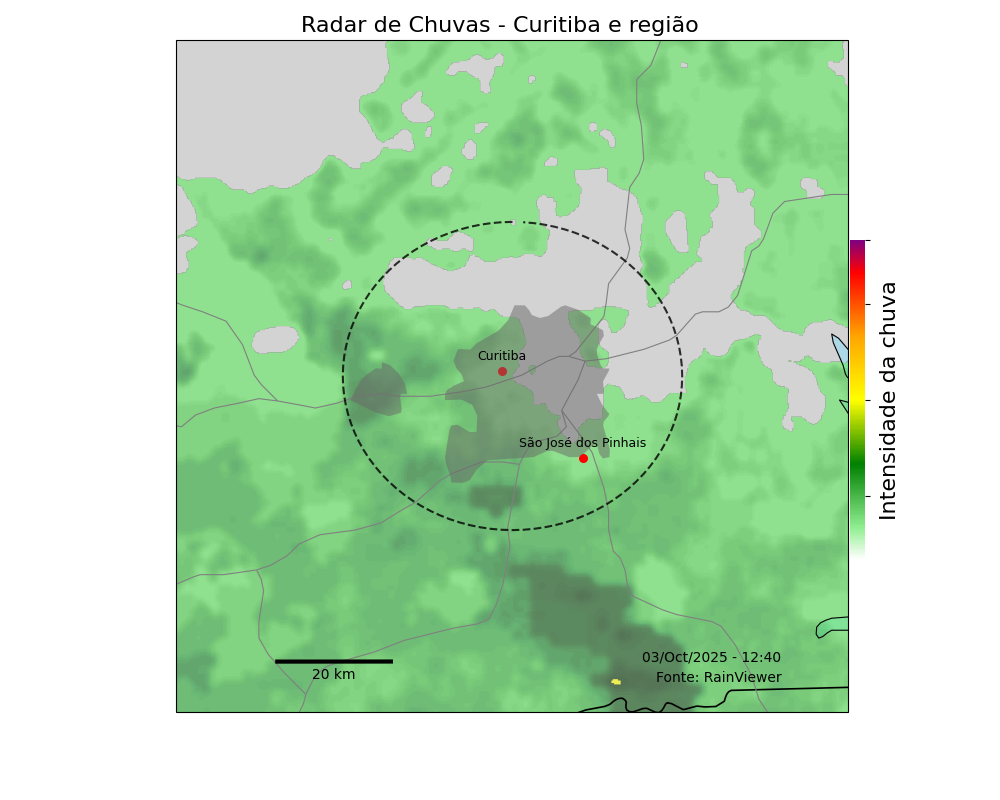 Radar de Chuvas - Curitiba e região
Curitiba
São José dos Pinhais
Intensidade da chuva
03/Oct/2025 - 12:40
Fonte: RainViewer
20 km